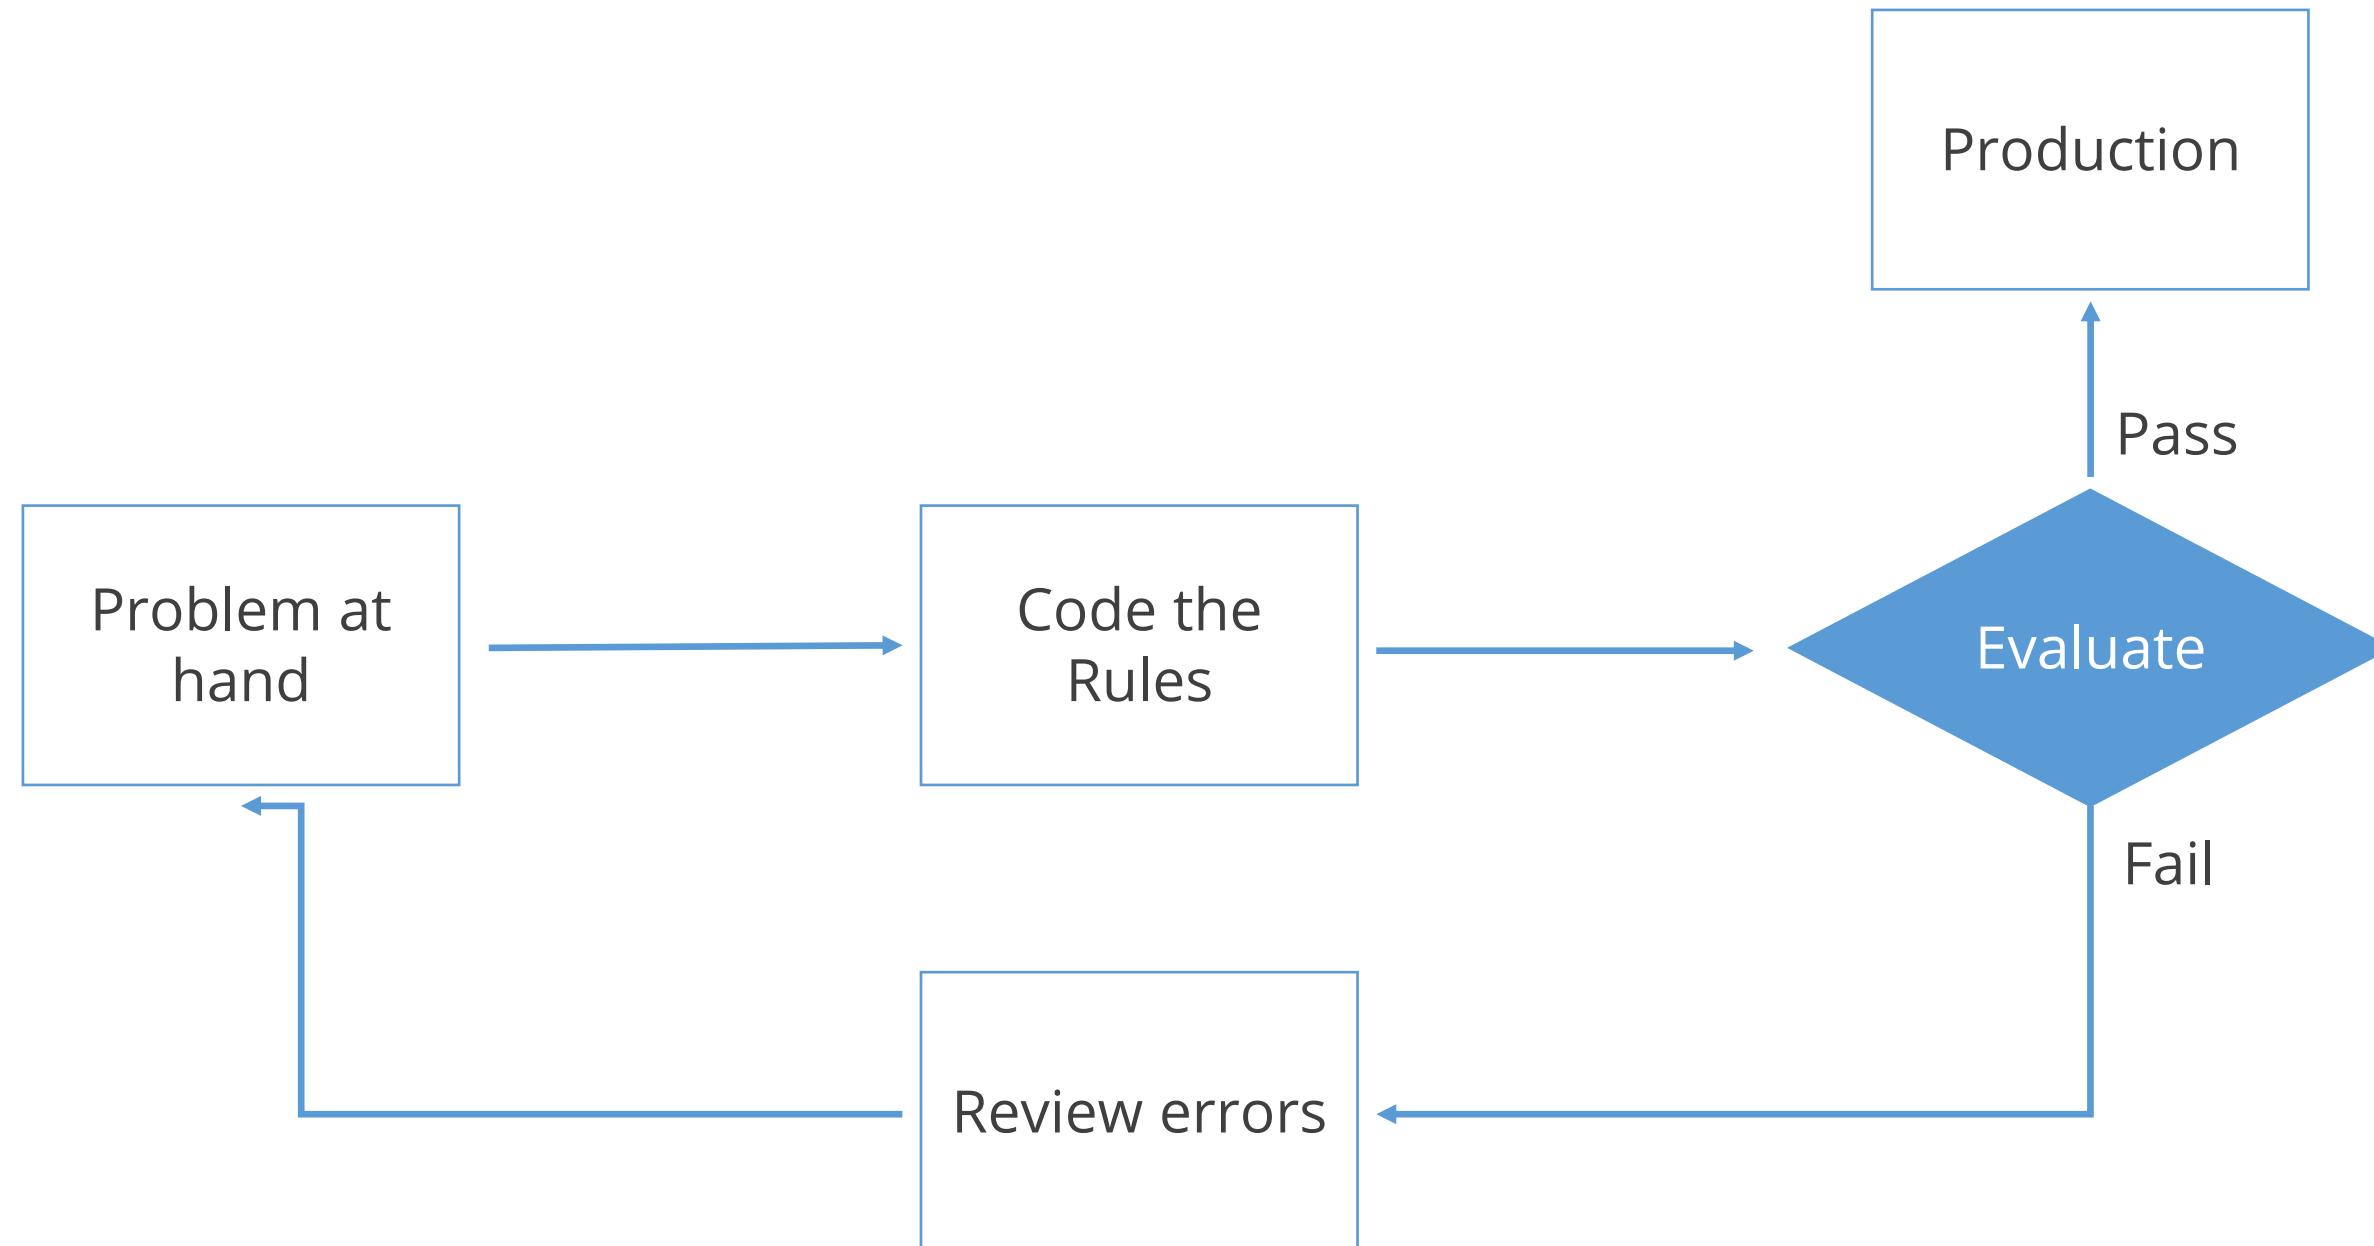 Production
Pass
Problem at
hand
Code the
Rules
Evaluate
Fail
Review errors